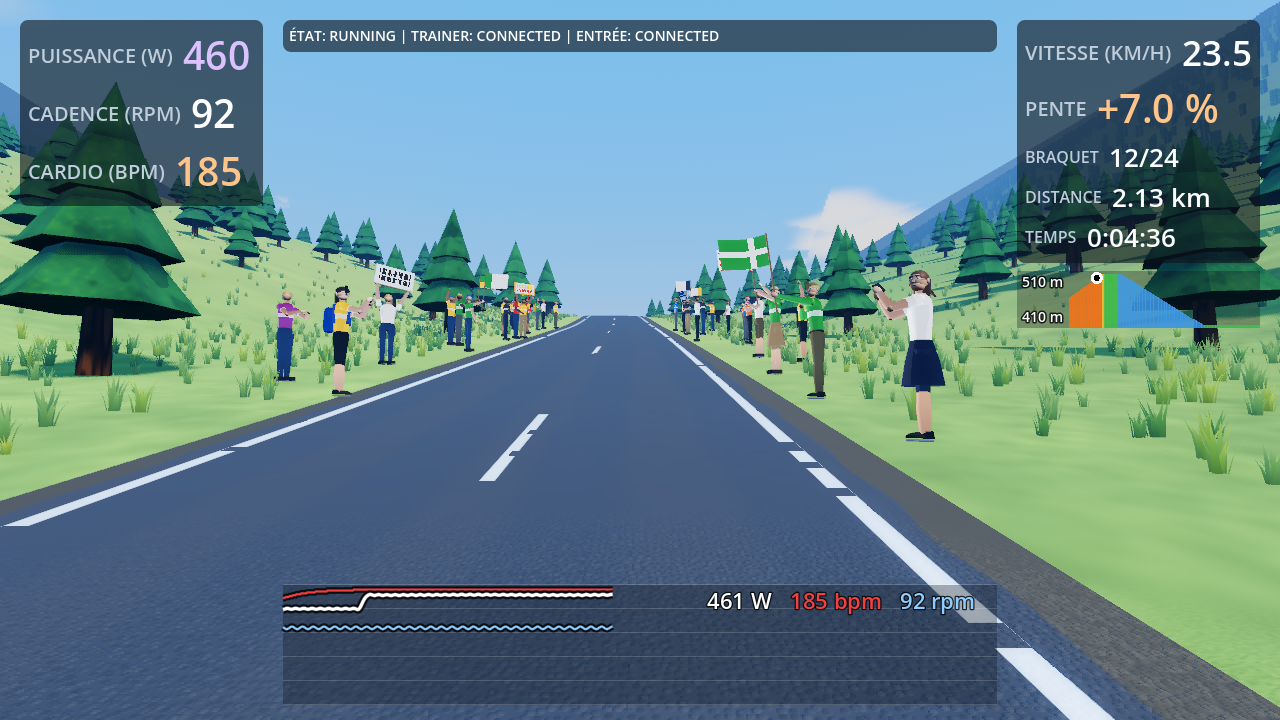 PUISSANCE (W) 460
CADENCE (RPM) 92
CARDIO (BPM) 185
ÉTAT: RUNNING | TRAINER: CONNECTED | ENTRÉE: CONNECTED
VITESSE (KM/H) 23.5
PENTE +7.0 %
BRAQUET 12/24
DISTANCE 2.13 km
TEMPS 0:04:36
510 m
410 m
461 W 185 bpm 92 rpm